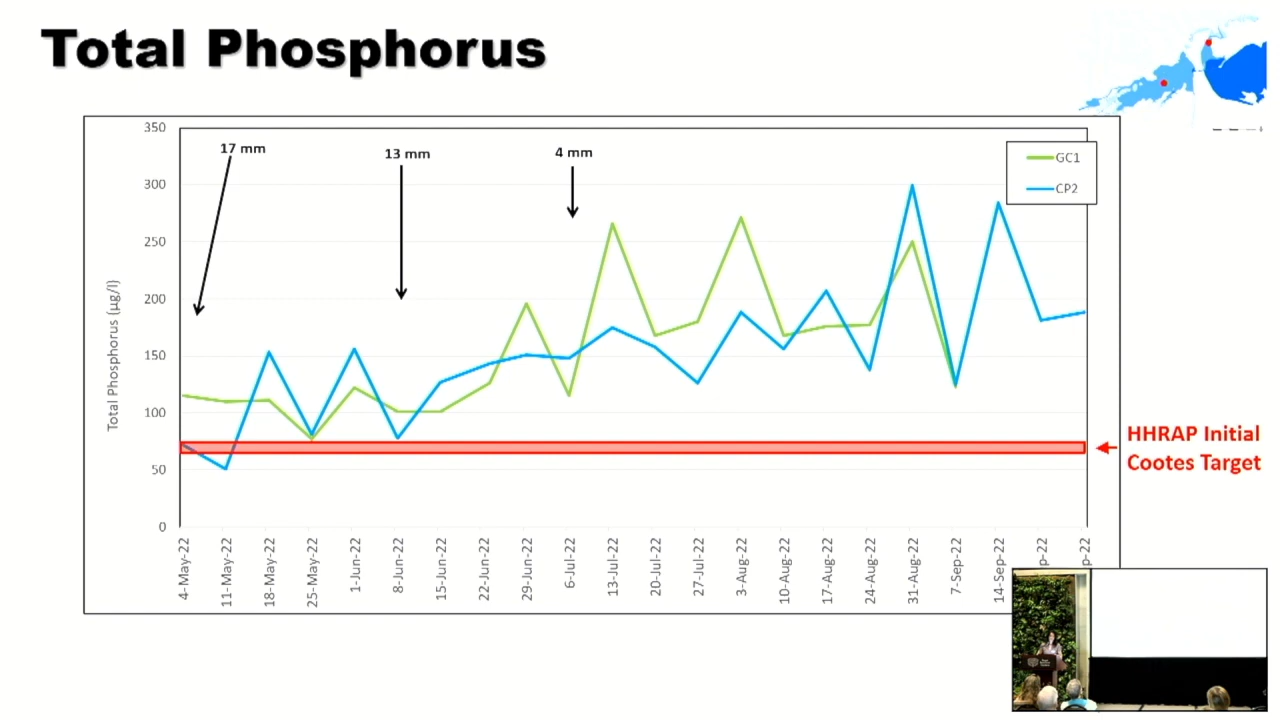 Total Phosphorus
350
300
250
200
150
100
50
0
Total Phosphorus (µg/l)
17 mm
13 mm
4 mm
GC1
CP2
HHRAP Initial
Cootes Target
4-May-22
11-May-22
18-May-22
25-May-22
1-Jun-22
8-Jun-22
15-Jun-22
22-Jun-22
29-Jun-22
6-Jul-22
13-Jul-22
20-Jul-22
27-Jul-22
3-Aug-22
10-Aug-22
17-Aug-22
24-Aug-22
31-Aug-22
7-Sep-22
14-Sep-22
p-22
p-22